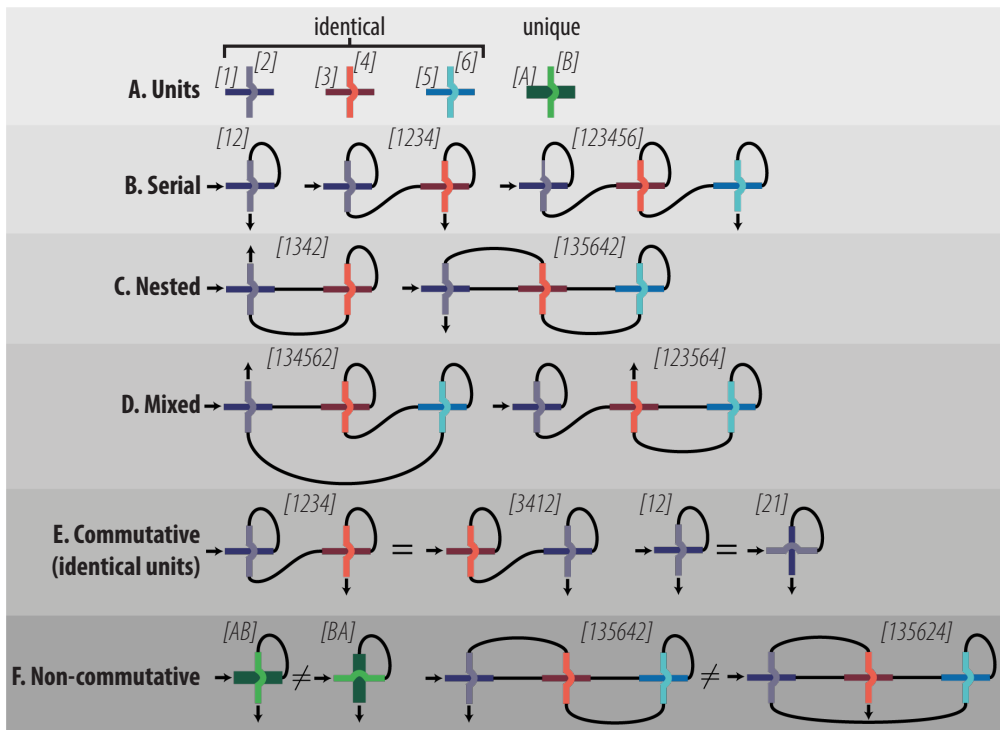 identical unique
[1] [2] [3] [4] [5] [6] [A] [B]
A. Units
[12] [1234] [123456]
B. Serial
[1342] [135642]
C. Nested
[134562] [123564]
D. Mixed
[1234] [3412] [12] [21]
E. Commutative
(identical units)
= =
[AB] [BA] [135642] [135624]
F. Non-commutative
≠ ≠